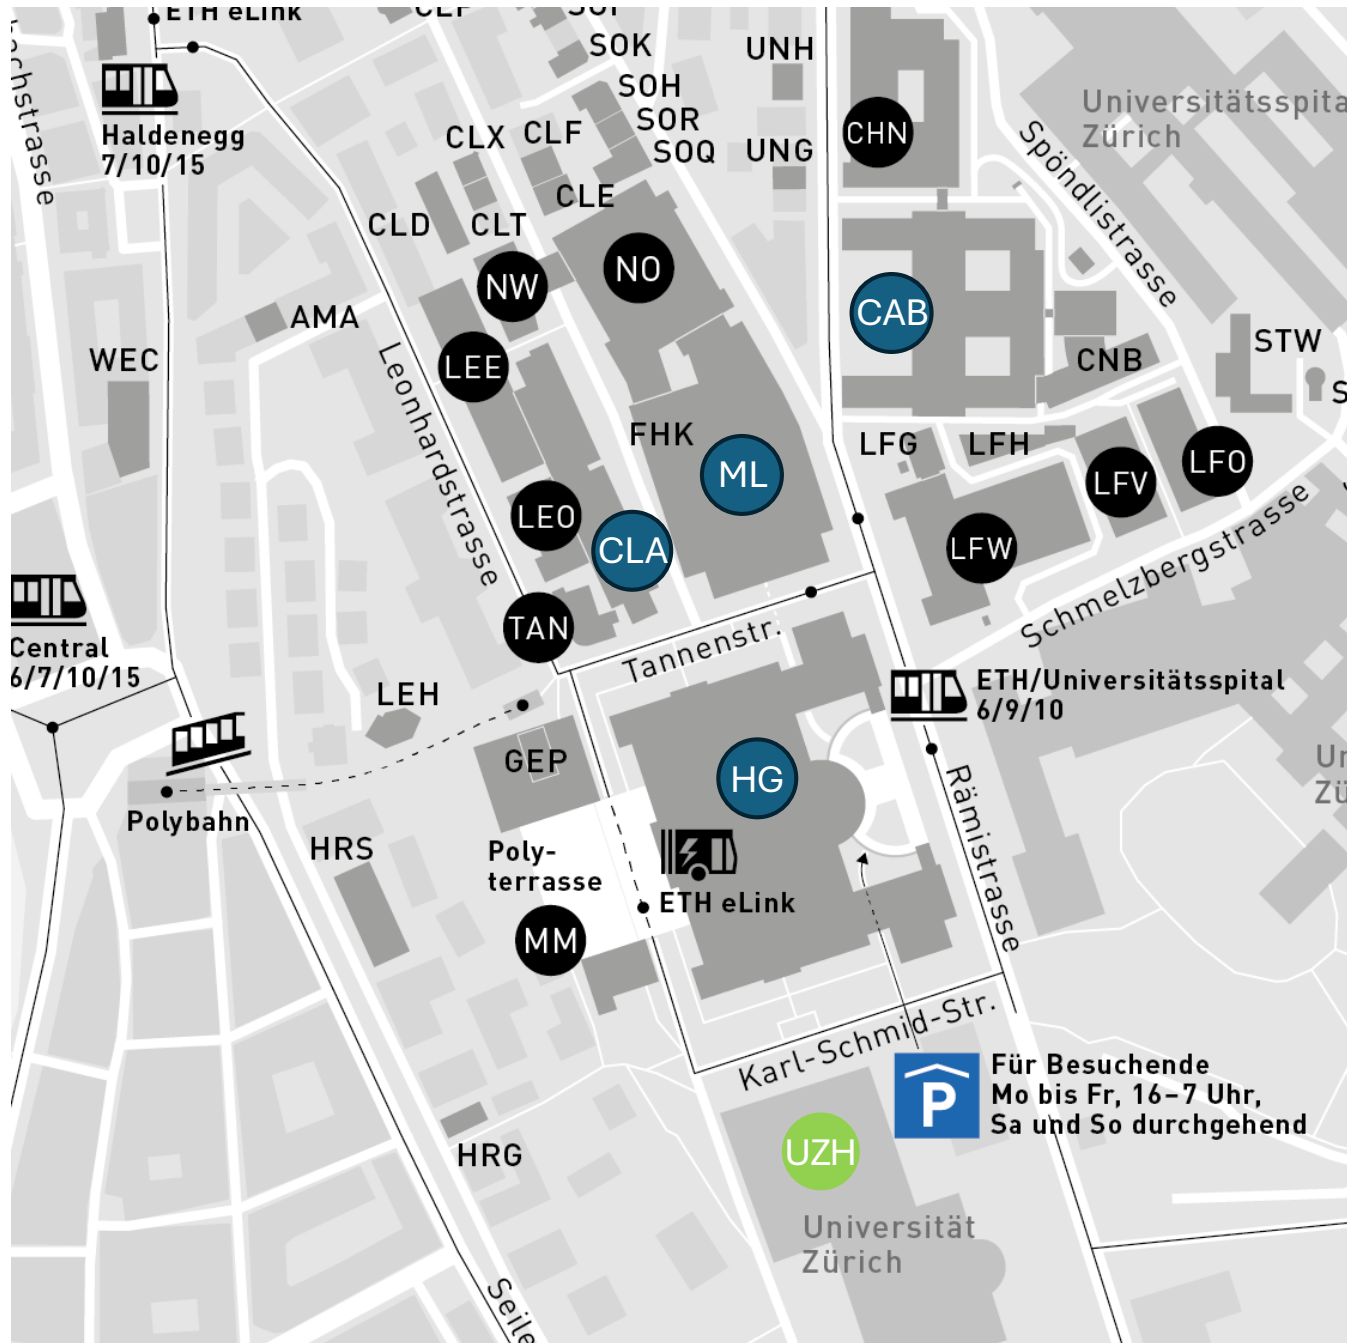 ETH eLink
Haldenegg
7/10/15
SOK
SOH
SOR
SOQ
UNH
UNG
CHN
Universitätsspita
Zürich
Spöndlistrasse
CLX
CLF
CLE
CLD
CLT
NW
NO
CAB
AMA
WEC
LEE
Leonhardstrasse
CNB
STW
FHK
ML
LFG
LFH
LFV
LFO
LEO
CLA
LFW
Schmelzbergstrasse
TAN
Tannenstr.
Central
6/7/10/15
LEH
ETH/Universitätsspital
6/9/10
GEP
HG
Rämistrasse
Polybahn
HRS
Poly-
terrasse
ETH eLink
MM
Karl-Schmid-Str.
P
Für Besuchende
Mo bis Fr, 16–7 Uhr,
Sa und So durchgehend
HRG
UZH
Universität
Zürich
Seile